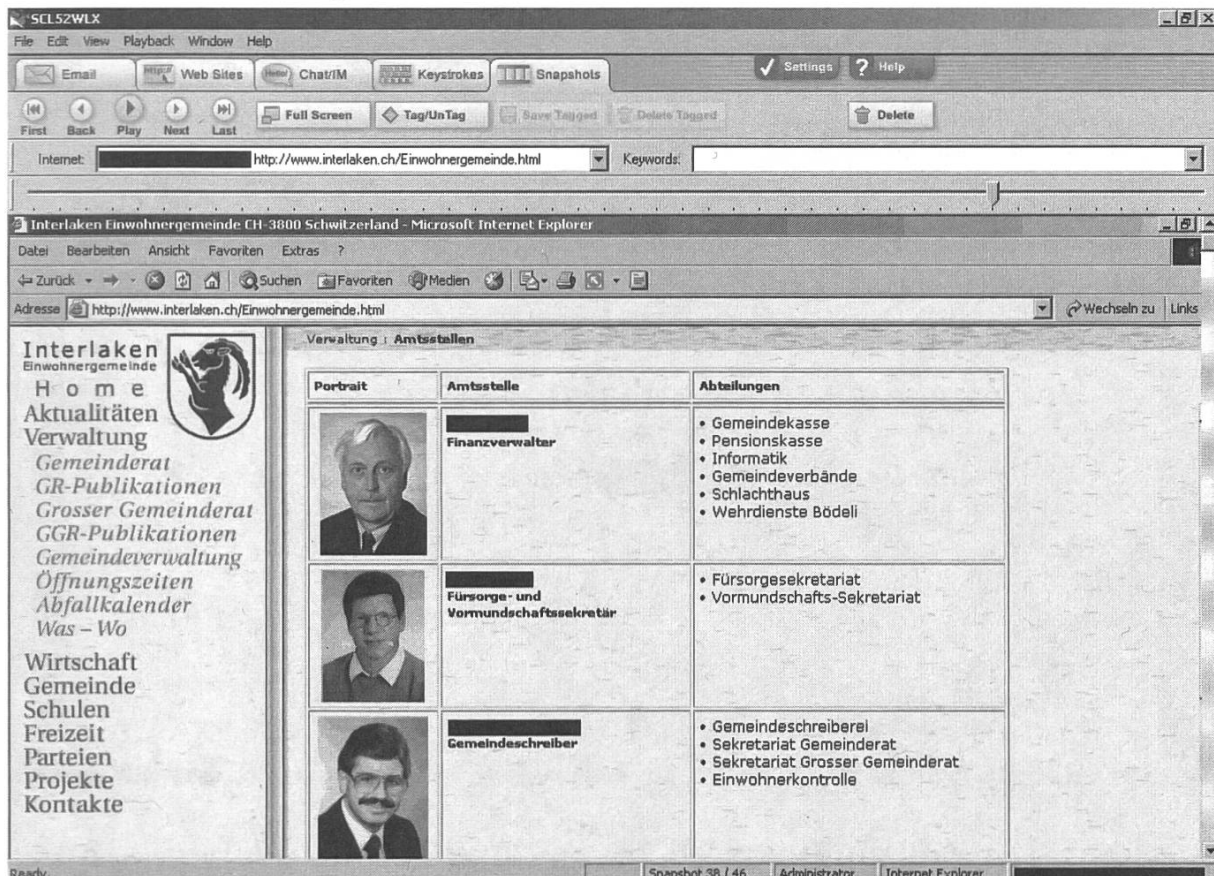 SCL52WLX
File Edit View Playback Window Help
Email Web Sites Chat/IM Keystrokes Snapshots Settings Help
First Back Play Next Last Full Screen Tag/UnTag Save Tagged Delete Tagged Delete
Internet: http://www.interlaken.ch/Einwohnergemeinde.html Keywords:
Interlaken Einwohnergemeinde CH-3800 Schwitzerland - Microsoft Internet Explorer
Datei Bearbeiten Ansicht Favoriten Extras ?
Zurück Suchen Favoriten Medien
Adresse http://www.interlaken.ch/Einwohnergemeinde.html Wechseln zu Links
Interlaken
Einwohnergemeinde
Home
Aktualitäten
Verwaltung
Gemeinderat
GR-Publikationen
Grosser Gemeinderat
GGR-Publikationen
Gemeindeverwaltung
Öffnungszeiten
Abfallkalender
Was – Wo
Wirtschaft
Gemeinde
Schulen
Freizeit
Parteien
Projekte
Kontakte
Verwaltung : Amtsstellen
Portrait Amtsstelle Abteilungen
Finanzverwalter
• Gemeindekasse
• Pensionskasse
• Informatik
• Gemeindeverbände
• Schlachthaus
• Wehrdienste Bödeli
Fürsorge- und
Vormundschaftssekretär
• Fürsorgesekretariat
• Vormundschafts-Sekretariat
Gemeindeschreiber
• Gemeindeschreiberei
• Sekretariat Gemeinderat
• Sekretariat Grosser Gemeinderat
• Einwohnerkontrolle
Ready Snapshot 38 / 46 Administrator Internet Explorer